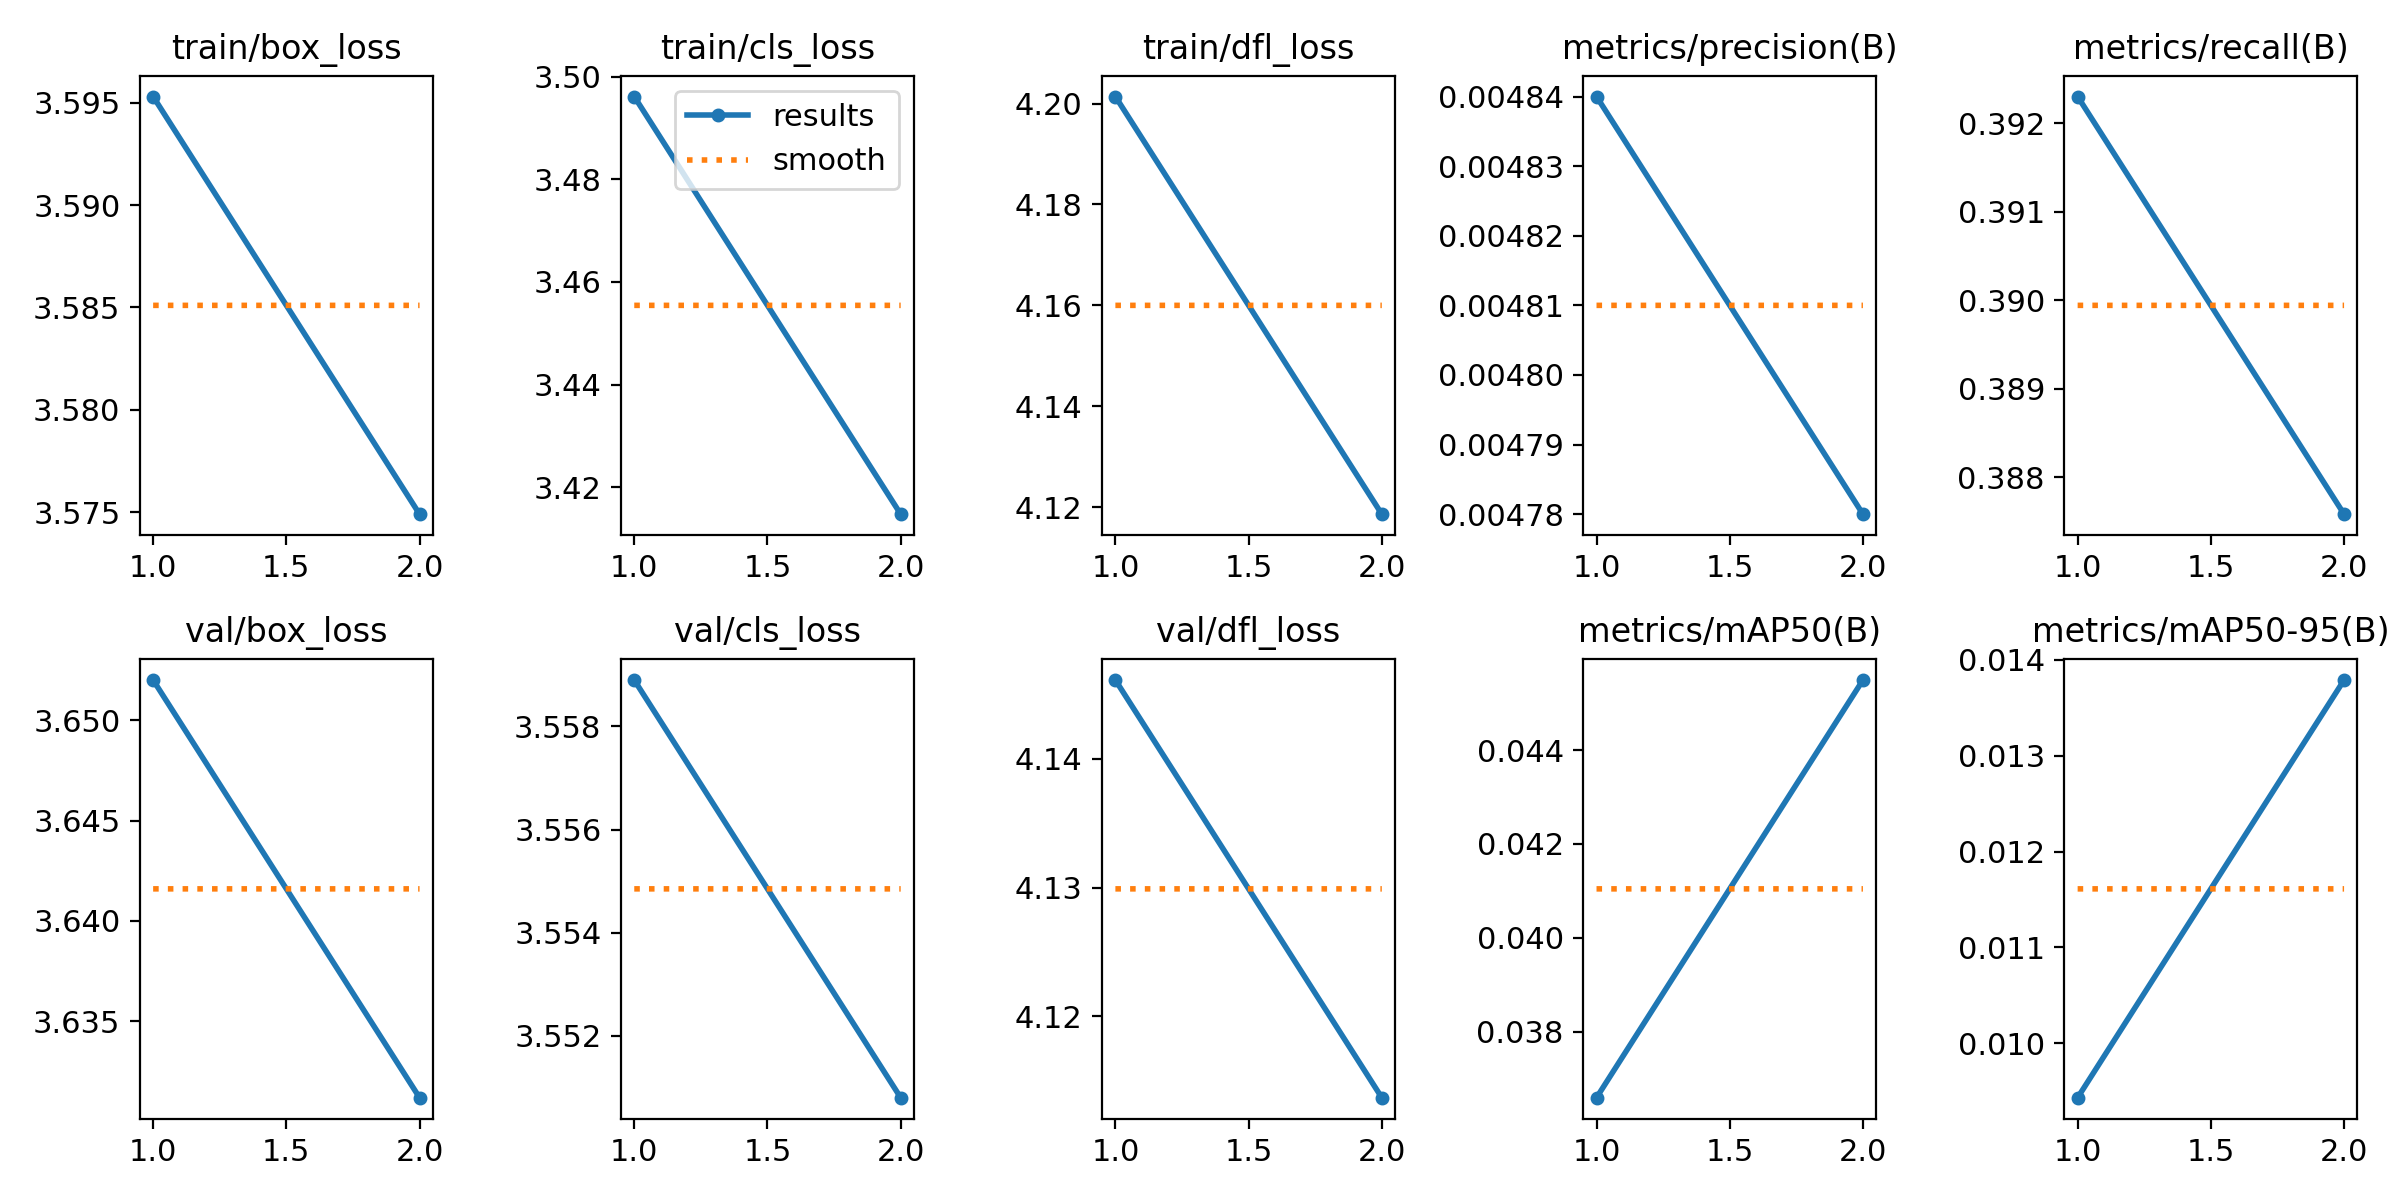 train/box_loss
3.595
3.590
3.585
3.580
3.575
1.0 1.5 2.0
train/cls_loss
results
smooth
3.50
3.48
3.46
3.44
3.42
1.0 1.5 2.0
train/dfl_loss
4.20
4.18
4.16
4.14
4.12
1.0 1.5 2.0
metrics/precision(B)
0.00484
0.00483
0.00482
0.00481
0.00480
0.00479
0.00478
1.0 1.5 2.0
metrics/recall(B)
0.392
0.391
0.390
0.389
0.388
1.0 1.5 2.0
val/box_loss
3.650
3.645
3.640
3.635
1.0 1.5 2.0
val/cls_loss
3.558
3.556
3.554
3.552
1.0 1.5 2.0
val/dfl_loss
4.14
4.13
4.12
1.0 1.5 2.0
metrics/mAP50(B)
0.044
0.042
0.040
0.038
1.0 1.5 2.0
metrics/mAP50-95(B)
0.014
0.013
0.012
0.011
0.010
1.0 1.5 2.0